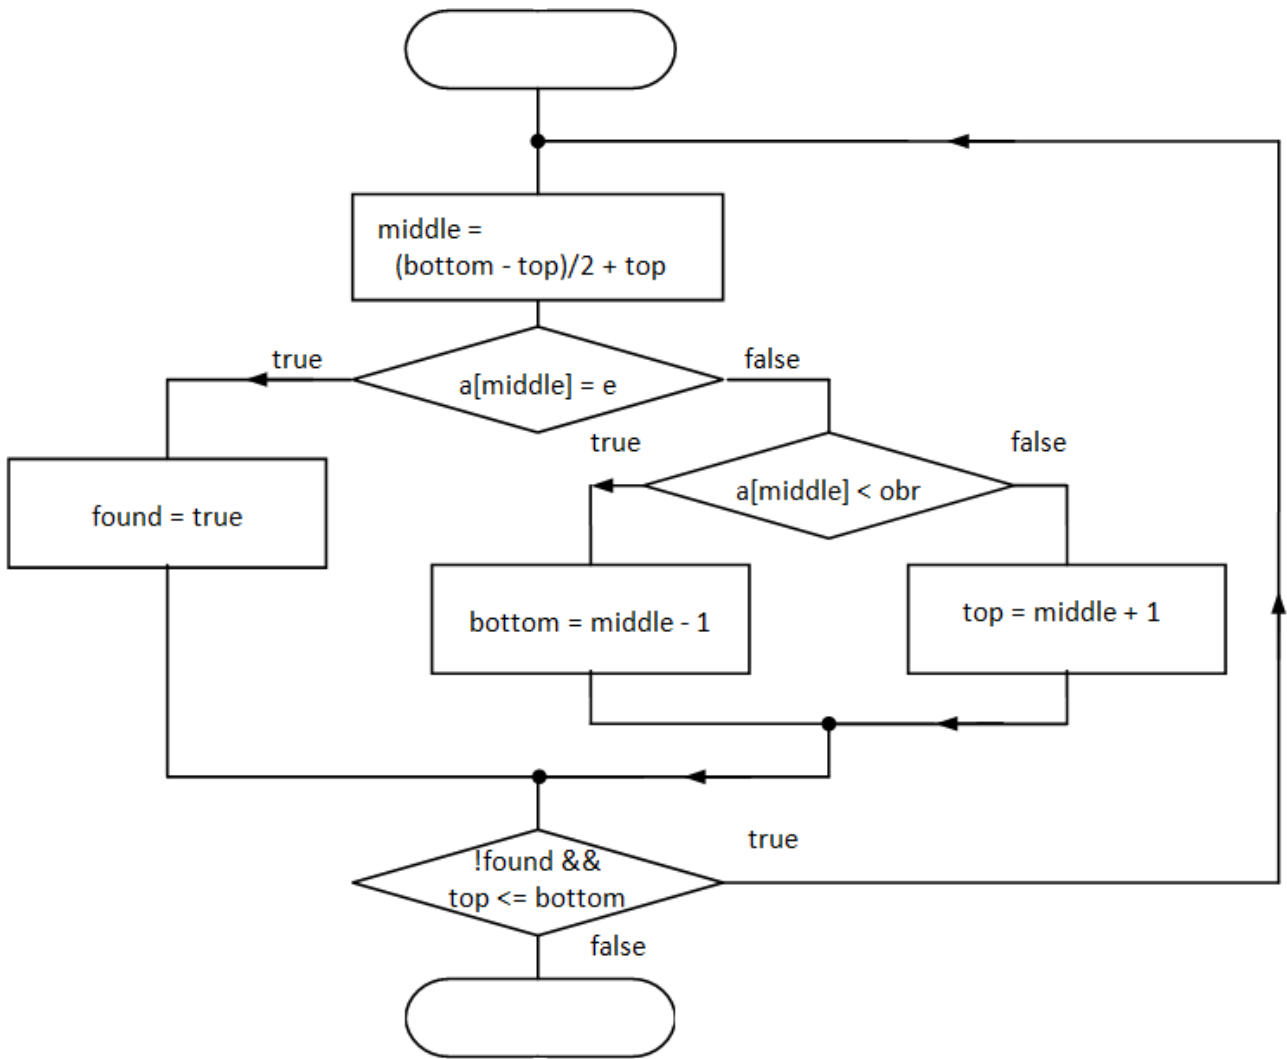 middle =
(bottom - top)/2 + top
true
false
a[middle] = e
true
false
a[middle] < obr
found = true
bottom = middle - 1
top = middle + 1
true
!found &&
top <= bottom
false